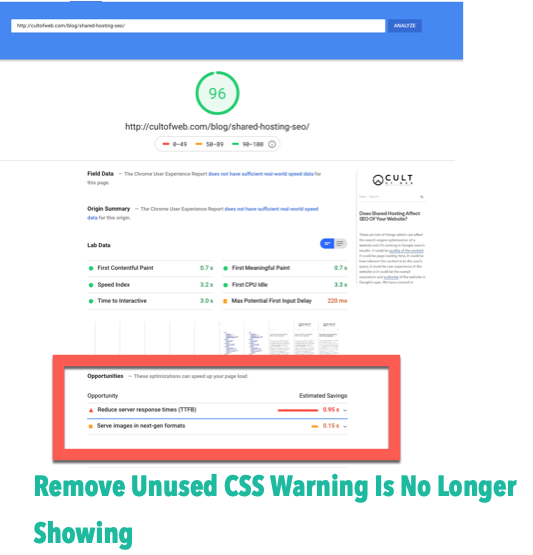 http://cultofweb.com/blog/shared-hosting-seo/
ANALYZE
96
http://cultofweb.com/blog/shared-hosting-seo/
0–49 50–89 90–100
Field Data — The Chrome User Experience Report does not have sufficient real-world speed data for
this page.
Origin Summary — The Chrome User Experience Report does not have sufficient real-world speed
data for this origin.
Lab Data
First Contentful Paint 0.7 s First Meaningful Paint 0.7 s
Speed Index 3.2 s First CPU Idle 3.3 s
Time to Interactive 3.0 s Max Potential First Input Delay 220 ms
CULT
OF WEB
Does Shared Hosting Affect
SEO Of Your Website?
Opportunities — These optimizations can speed up your page load.
Opportunity Estimated Savings
Reduce server response times (TTFB) 0.95 s
Serve images in next-gen formats 0.15 s
Remove Unused CSS Warning Is No Longer
Showing